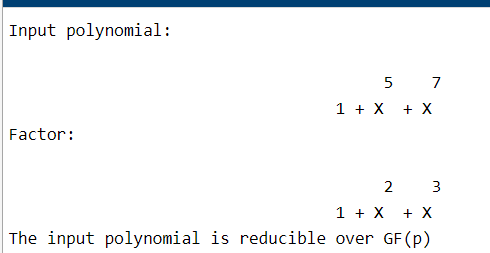 Input polynomial:
5 7
1 + X + X
Factor:
2 3
1 + X + X
The input polynomial is reducible over GF(p)